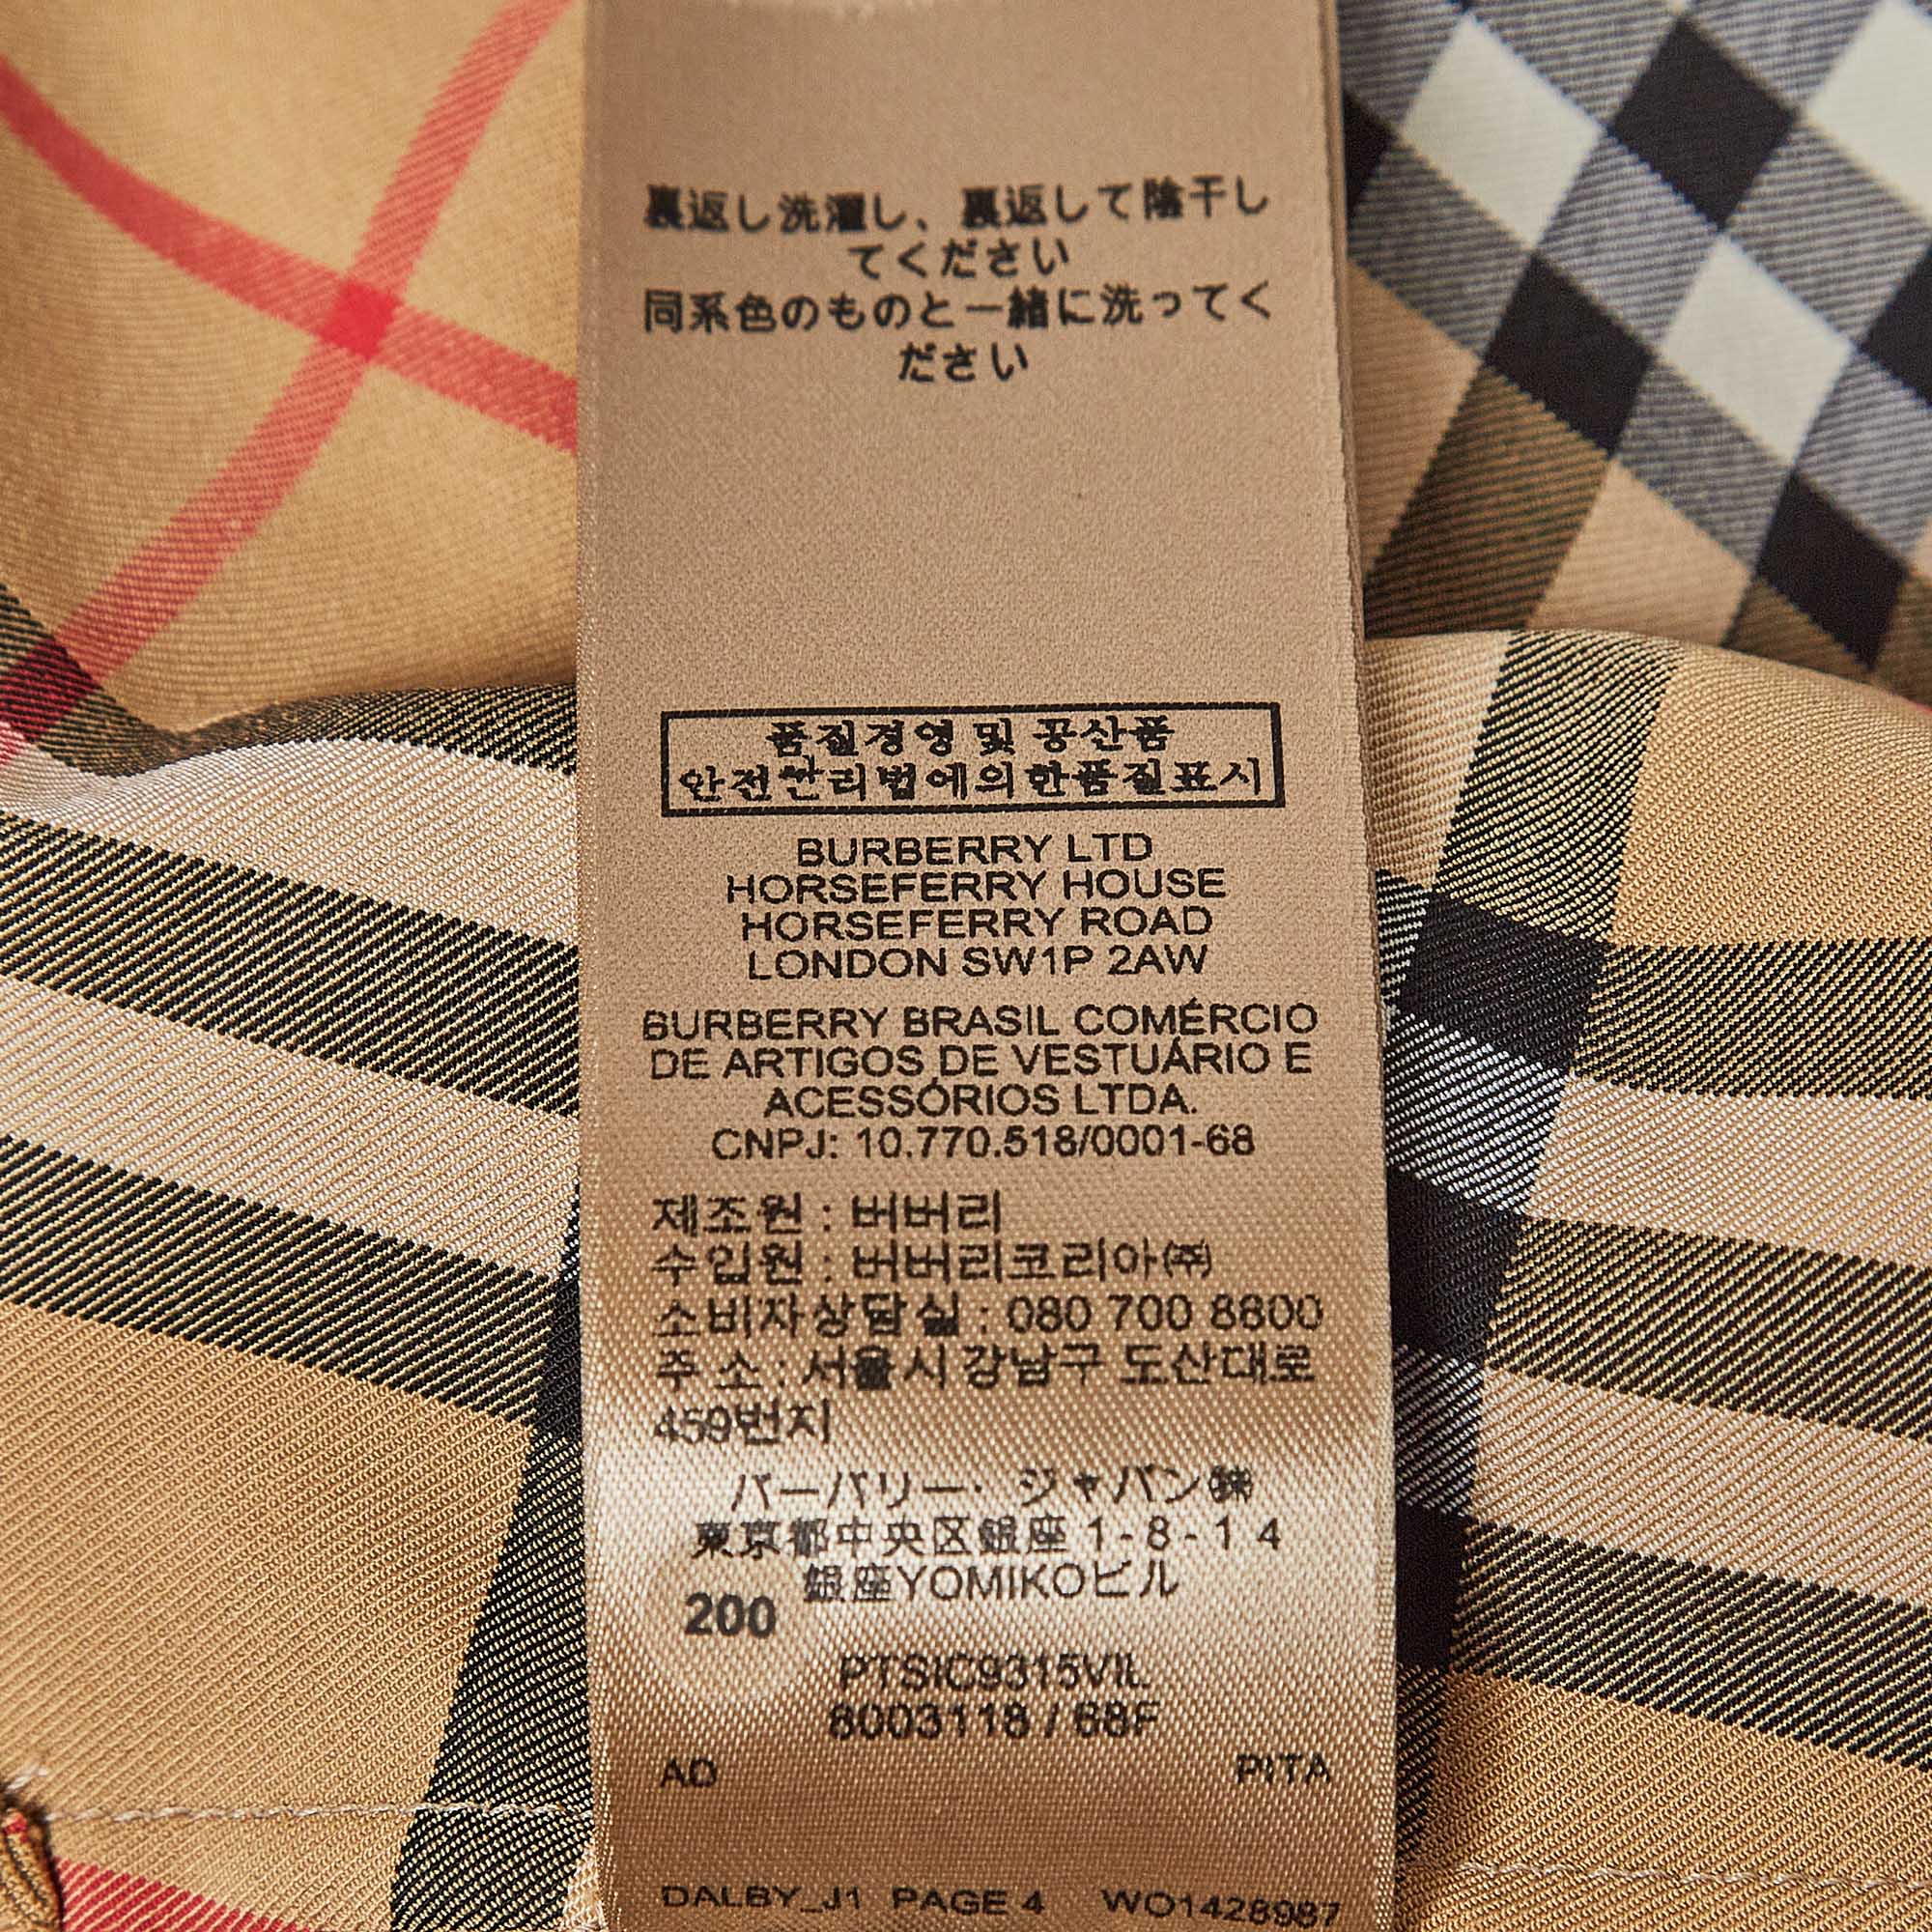 裏返し洗濯し、裏返して陰干し
てください
同系色のものと一緒に洗ってく
ださい
품질경영 및 공산품
안전관리법에의한품질표시
BURBERRY LTD
HORSEFERRY HOUSE
HORSEFERRY ROAD
LONDON SW1P 2AW
BURBERRY BRASIL COMÉRCIO
DE ARTIGOS DE VESTUÁRIO E
ACESSÓRIOS LTDA.
CNPJ: 10.770.518/0001-68
제조원 : 버버리
수입원 : 버버리코리아㈜
소비자상담실 : 080 700 8800
주 소 : 서울시 강남구 도산대로
459번지
バーバリー・ジャパン㈱
東京都中央区銀座1-8-14
銀座YOMIKOビル
200
PTSIC9315VIL
8003118 / 68F
AO PITA
DALBY_J1 PAGE 4 WO1428987